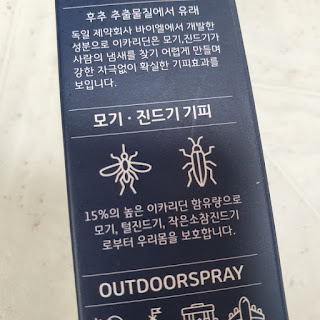 후추 추출물질에서 유래
독일 제약회사 바이엘에서 개발한
성분으로 이카리딘은 모기,진드기가
사람의 냄새를 찾기 어렵게 만들며
강한 자극없이 확실한 기피효과를
보입니다.
모기 · 진드기 기피
15%의 높은 이카리딘 함유량으로
모기, 털진드기, 작은소참진드기
로부터 우리몸을 보호합니다.
OUTDOORSPRAY